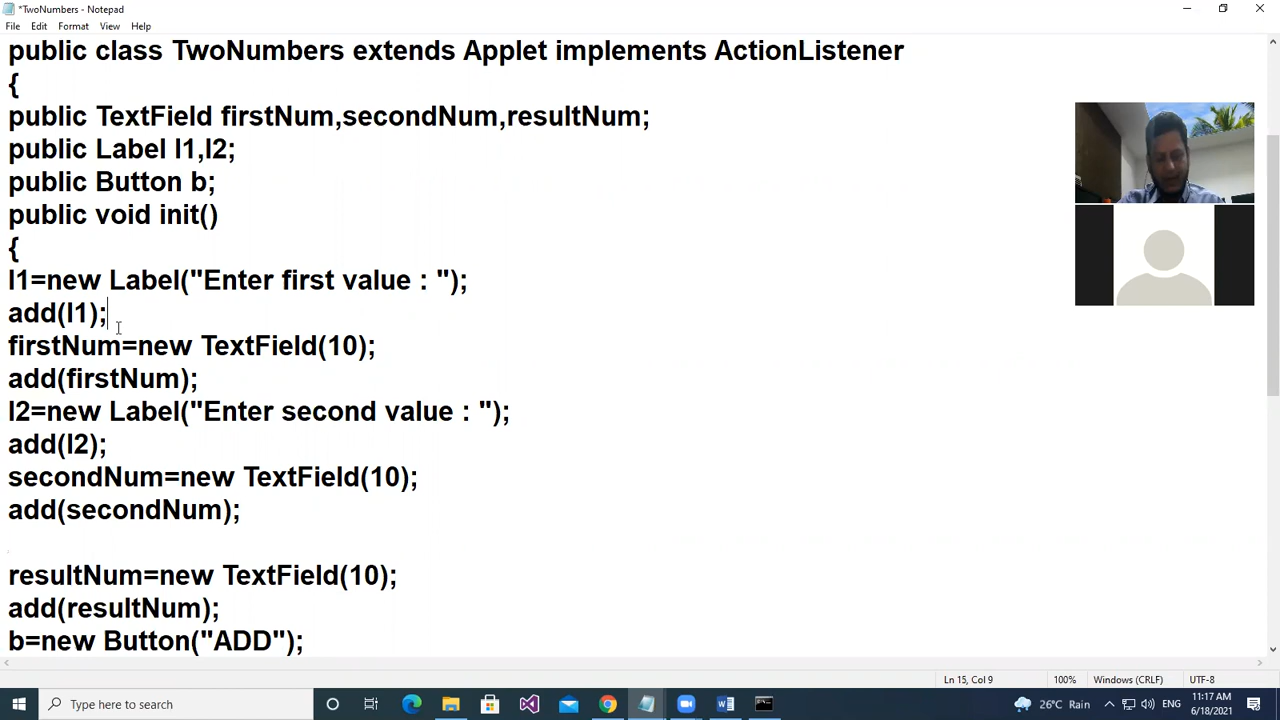 *TwoNumbers - Notepad
File Edit Format View Help
public class TwoNumbers extends Applet implements ActionListener
{
public TextField firstNum,secondNum,resultNum;
public Label l1,l2;
public Button b;
public void init()
{
l1=new Label("Enter first value : ");
add(l1);
firstNum=new TextField(10);
add(firstNum);
l2=new Label("Enter second value : ");
add(l2);
secondNum=new TextField(10);
add(secondNum);
resultNum=new TextField(10);
add(resultNum);
b=new Button("ADD");
Ln 15, Col 9 100% Windows (CRLF) UTF-8
Type here to search
26°C Rain
ENG
11:17 AM
6/18/2021